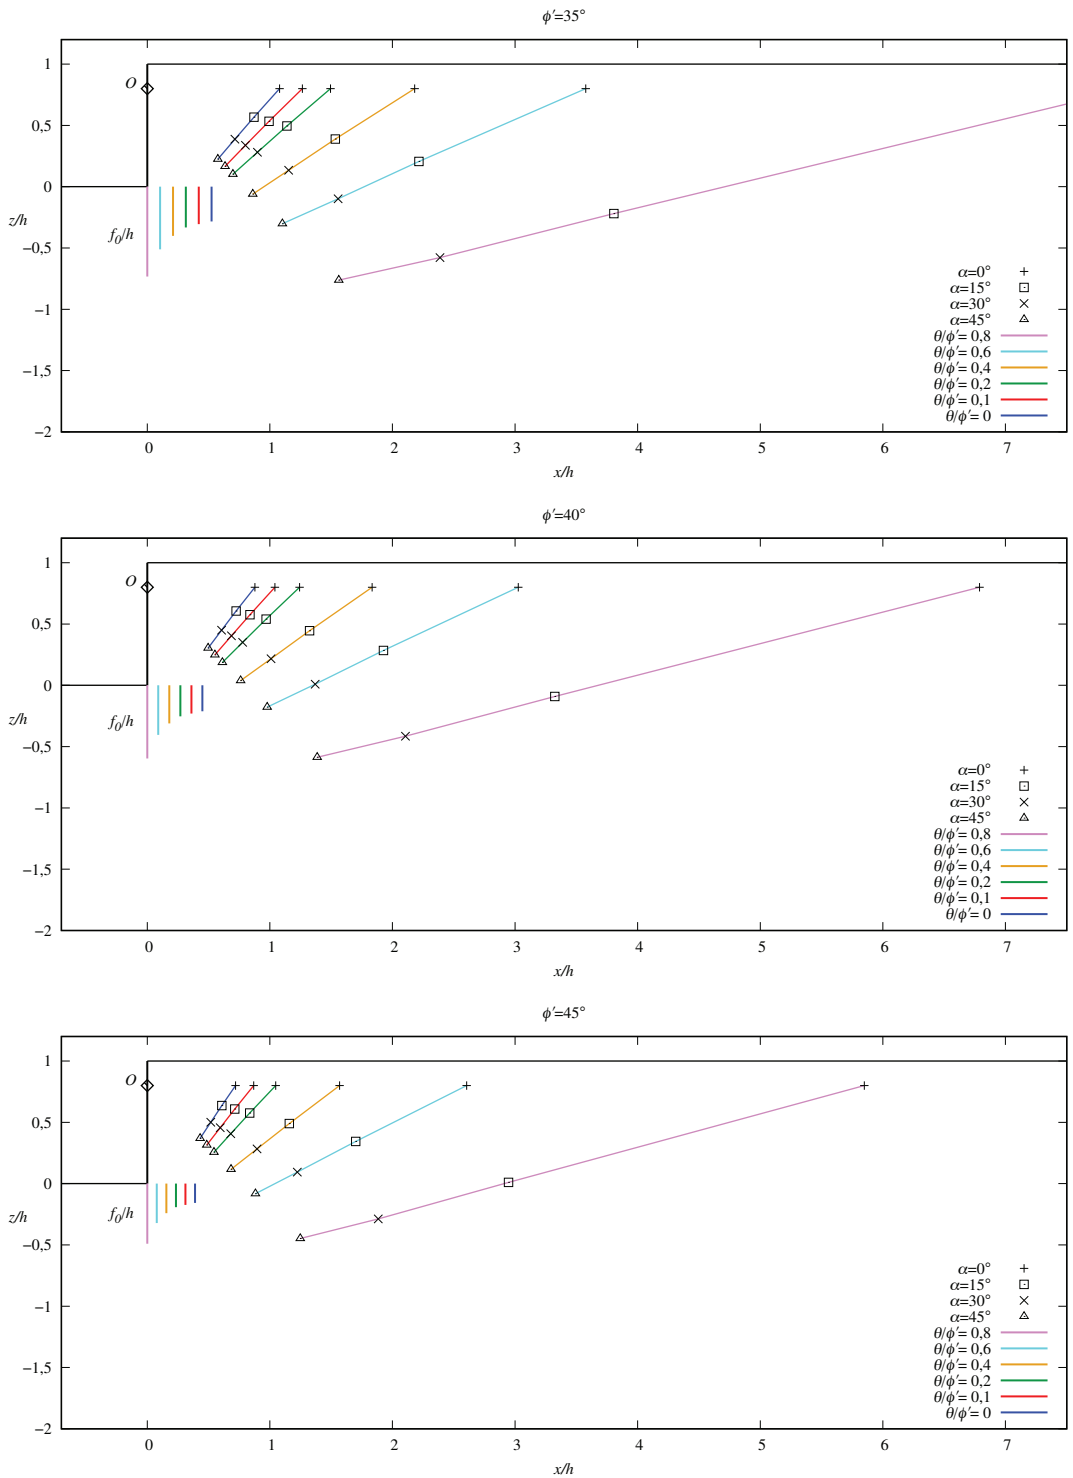 ϕ′=35°
1
O
0,5
0
z/h
f0/h
−0,5
α=0°
α=15°
−1
α=30°
α=45°
θ/ϕ′= 0,8
θ/ϕ′= 0,6
−1,5
θ/ϕ′= 0,4
θ/ϕ′= 0,2
θ/ϕ′= 0,1
θ/ϕ′= 0
−2
0 1 2 3 4 5 6 7
x/h
ϕ′=40°
1
O
0,5
0
z/h
f0/h
−0,5
α=0°
α=15°
−1
α=30°
α=45°
θ/ϕ′= 0,8
θ/ϕ′= 0,6
−1,5
θ/ϕ′= 0,4
θ/ϕ′= 0,2
θ/ϕ′= 0,1
θ/ϕ′= 0
−2
0 1 2 3 4 5 6 7
x/h
ϕ′=45°
1
O
0,5
0
z/h
f0/h
−0,5
α=0°
α=15°
−1
α=30°
α=45°
θ/ϕ′= 0,8
θ/ϕ′= 0,6
−1,5
θ/ϕ′= 0,4
θ/ϕ′= 0,2
θ/ϕ′= 0,1
θ/ϕ′= 0
−2
0 1 2 3 4 5 6 7
x/h